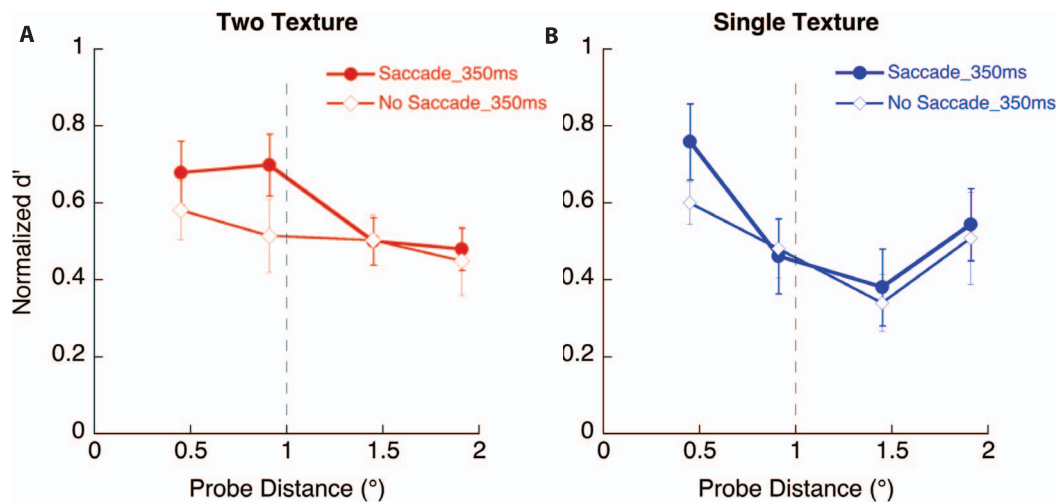 A
Two Texture
1
0.8
0.6
0.4
0.2
0
Normalized d'
Saccade_350ms
No Saccade_350ms
0 0.5 1 1.5 2
Probe Distance (°)
B
Single Texture
1
0.8
0.6
0.4
0.2
0
Saccade_350ms
No Saccade_350ms
0 0.5 1 1.5 2
Probe Distance (°)